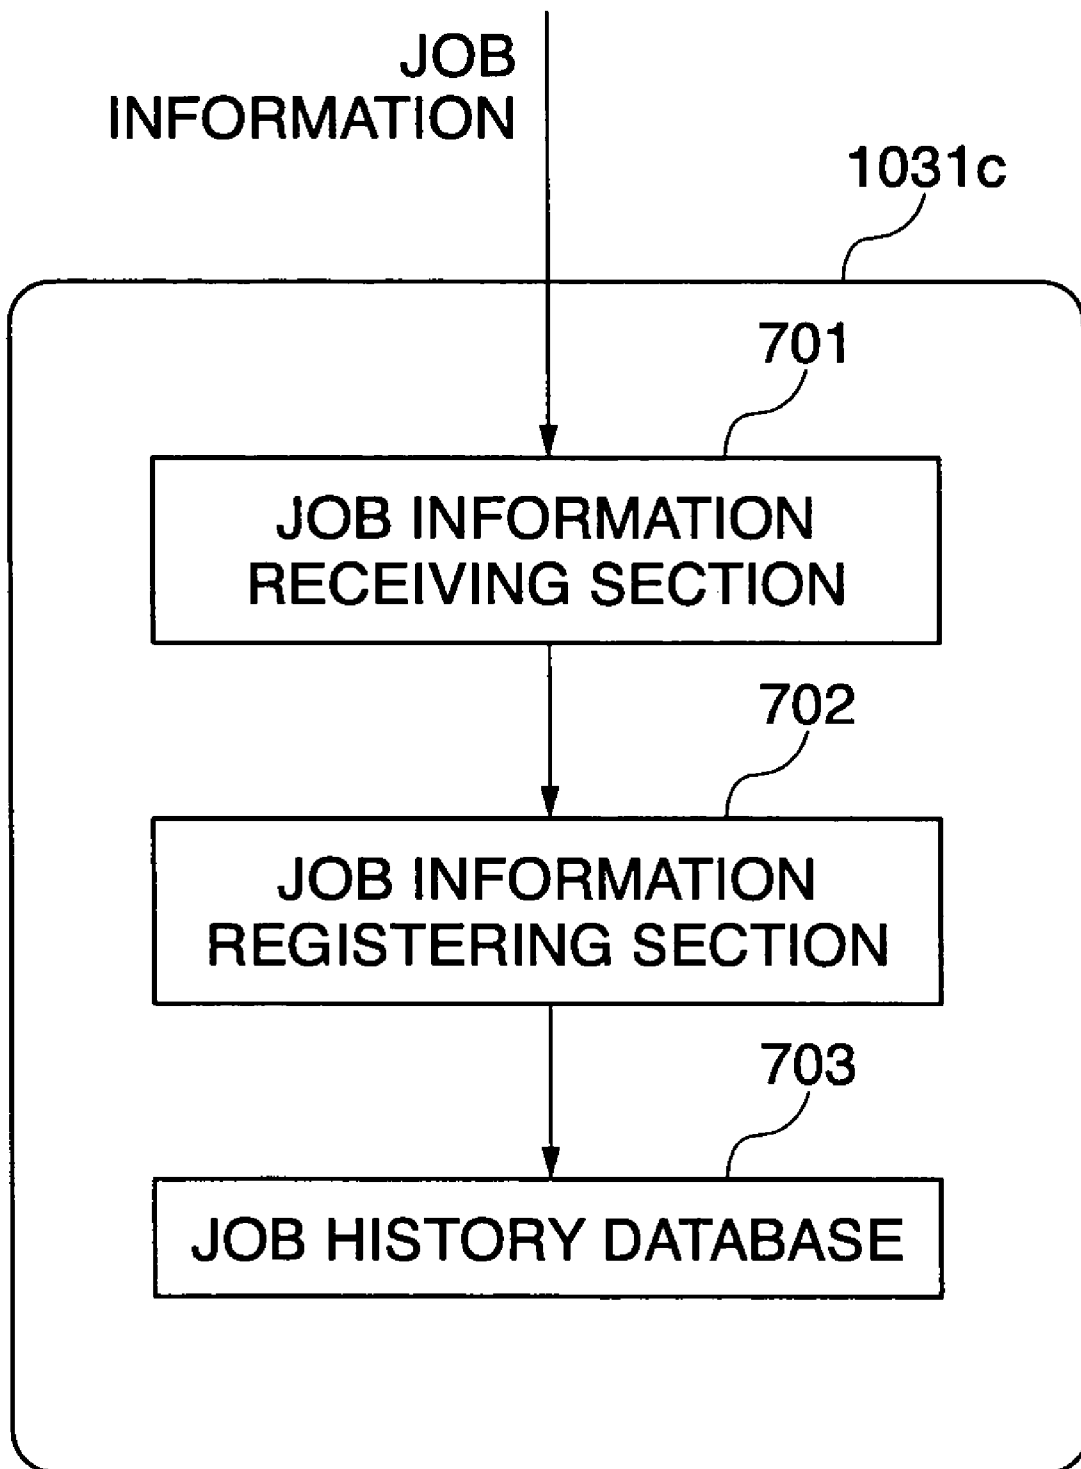 JOB
INFORMATION
1031c
701
JOB INFORMATION
RECEIVING SECTION
702
JOB INFORMATION
REGISTERING SECTION
703
JOB HISTORY DATABASE